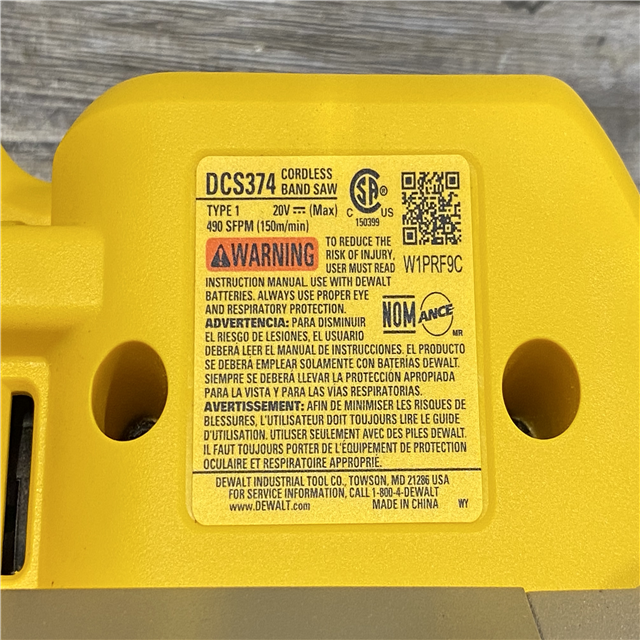 DCS374 CORDLESS BAND SAW
TYPE 1 20V⎓ (Max)
490 SFPM (150m/min)
CSA ®
C US
150399
W1PRF9C
⚠WARNING TO REDUCE THE
RISK OF INJURY,
USER MUST READ
INSTRUCTION MANUAL. USE WITH DEWALT
BATTERIES. ALWAYS USE PROPER EYE
AND RESPIRATORY PROTECTION.
NOM ANCE
MR
ADVERTENCIA: PARA DISMINUIR
EL RIESGO DE LESIONES, EL USUARIO
DEBERÁ LEER EL MANUAL DE INSTRUCCIONES. EL PRODUCTO
SE DEBERÁ EMPLEAR SOLAMENTE CON BATERÍAS DEWALT.
SIEMPRE SE DEBERÁ LLEVAR LA PROTECCIÓN APROPIADA
PARA LA VISTA Y PARA LAS VÍAS RESPIRATORIAS.
AVERTISSEMENT: AFIN DE MINIMISER LES RISQUES DE
BLESSURES, L'UTILISATEUR DOIT TOUJOURS LIRE LE GUIDE
D'UTILISATION. UTILISER SEULEMENT AVEC DES PILES DEWALT.
IL FAUT TOUJOURS PORTER DE L'ÉQUIPEMENT DE PROTECTION
OCULAIRE ET RESPIRATOIRE APPROPRIÉ.
DEWALT INDUSTRIAL TOOL CO., TOWSON, MD 21286 USA
FOR SERVICE INFORMATION, CALL 1-800-4-DEWALT
www.DEWALT.com MADE IN CHINA WY